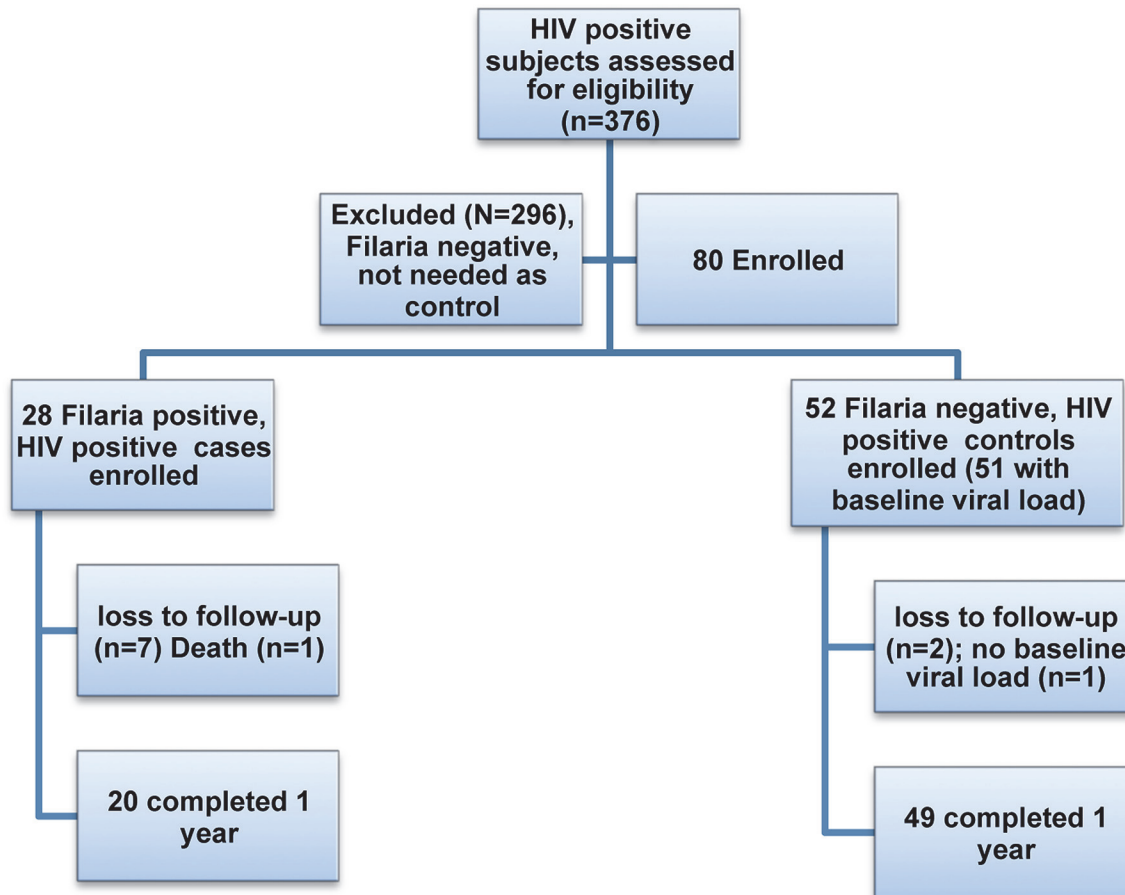 HIV positive
subjects assessed
for eligibility
(n=376)
Excluded (N=296),
Filaria negative,
not needed as
control
80 Enrolled
28 Filaria positive,
HIV positive cases
enrolled
52 Filaria negative, HIV
positive controls
enrolled (51 with
baseline viral load)
loss to follow-up
(n=7) Death (n=1)
loss to follow-up
(n=2); no baseline
viral load (n=1)
20 completed 1
year
49 completed 1
year